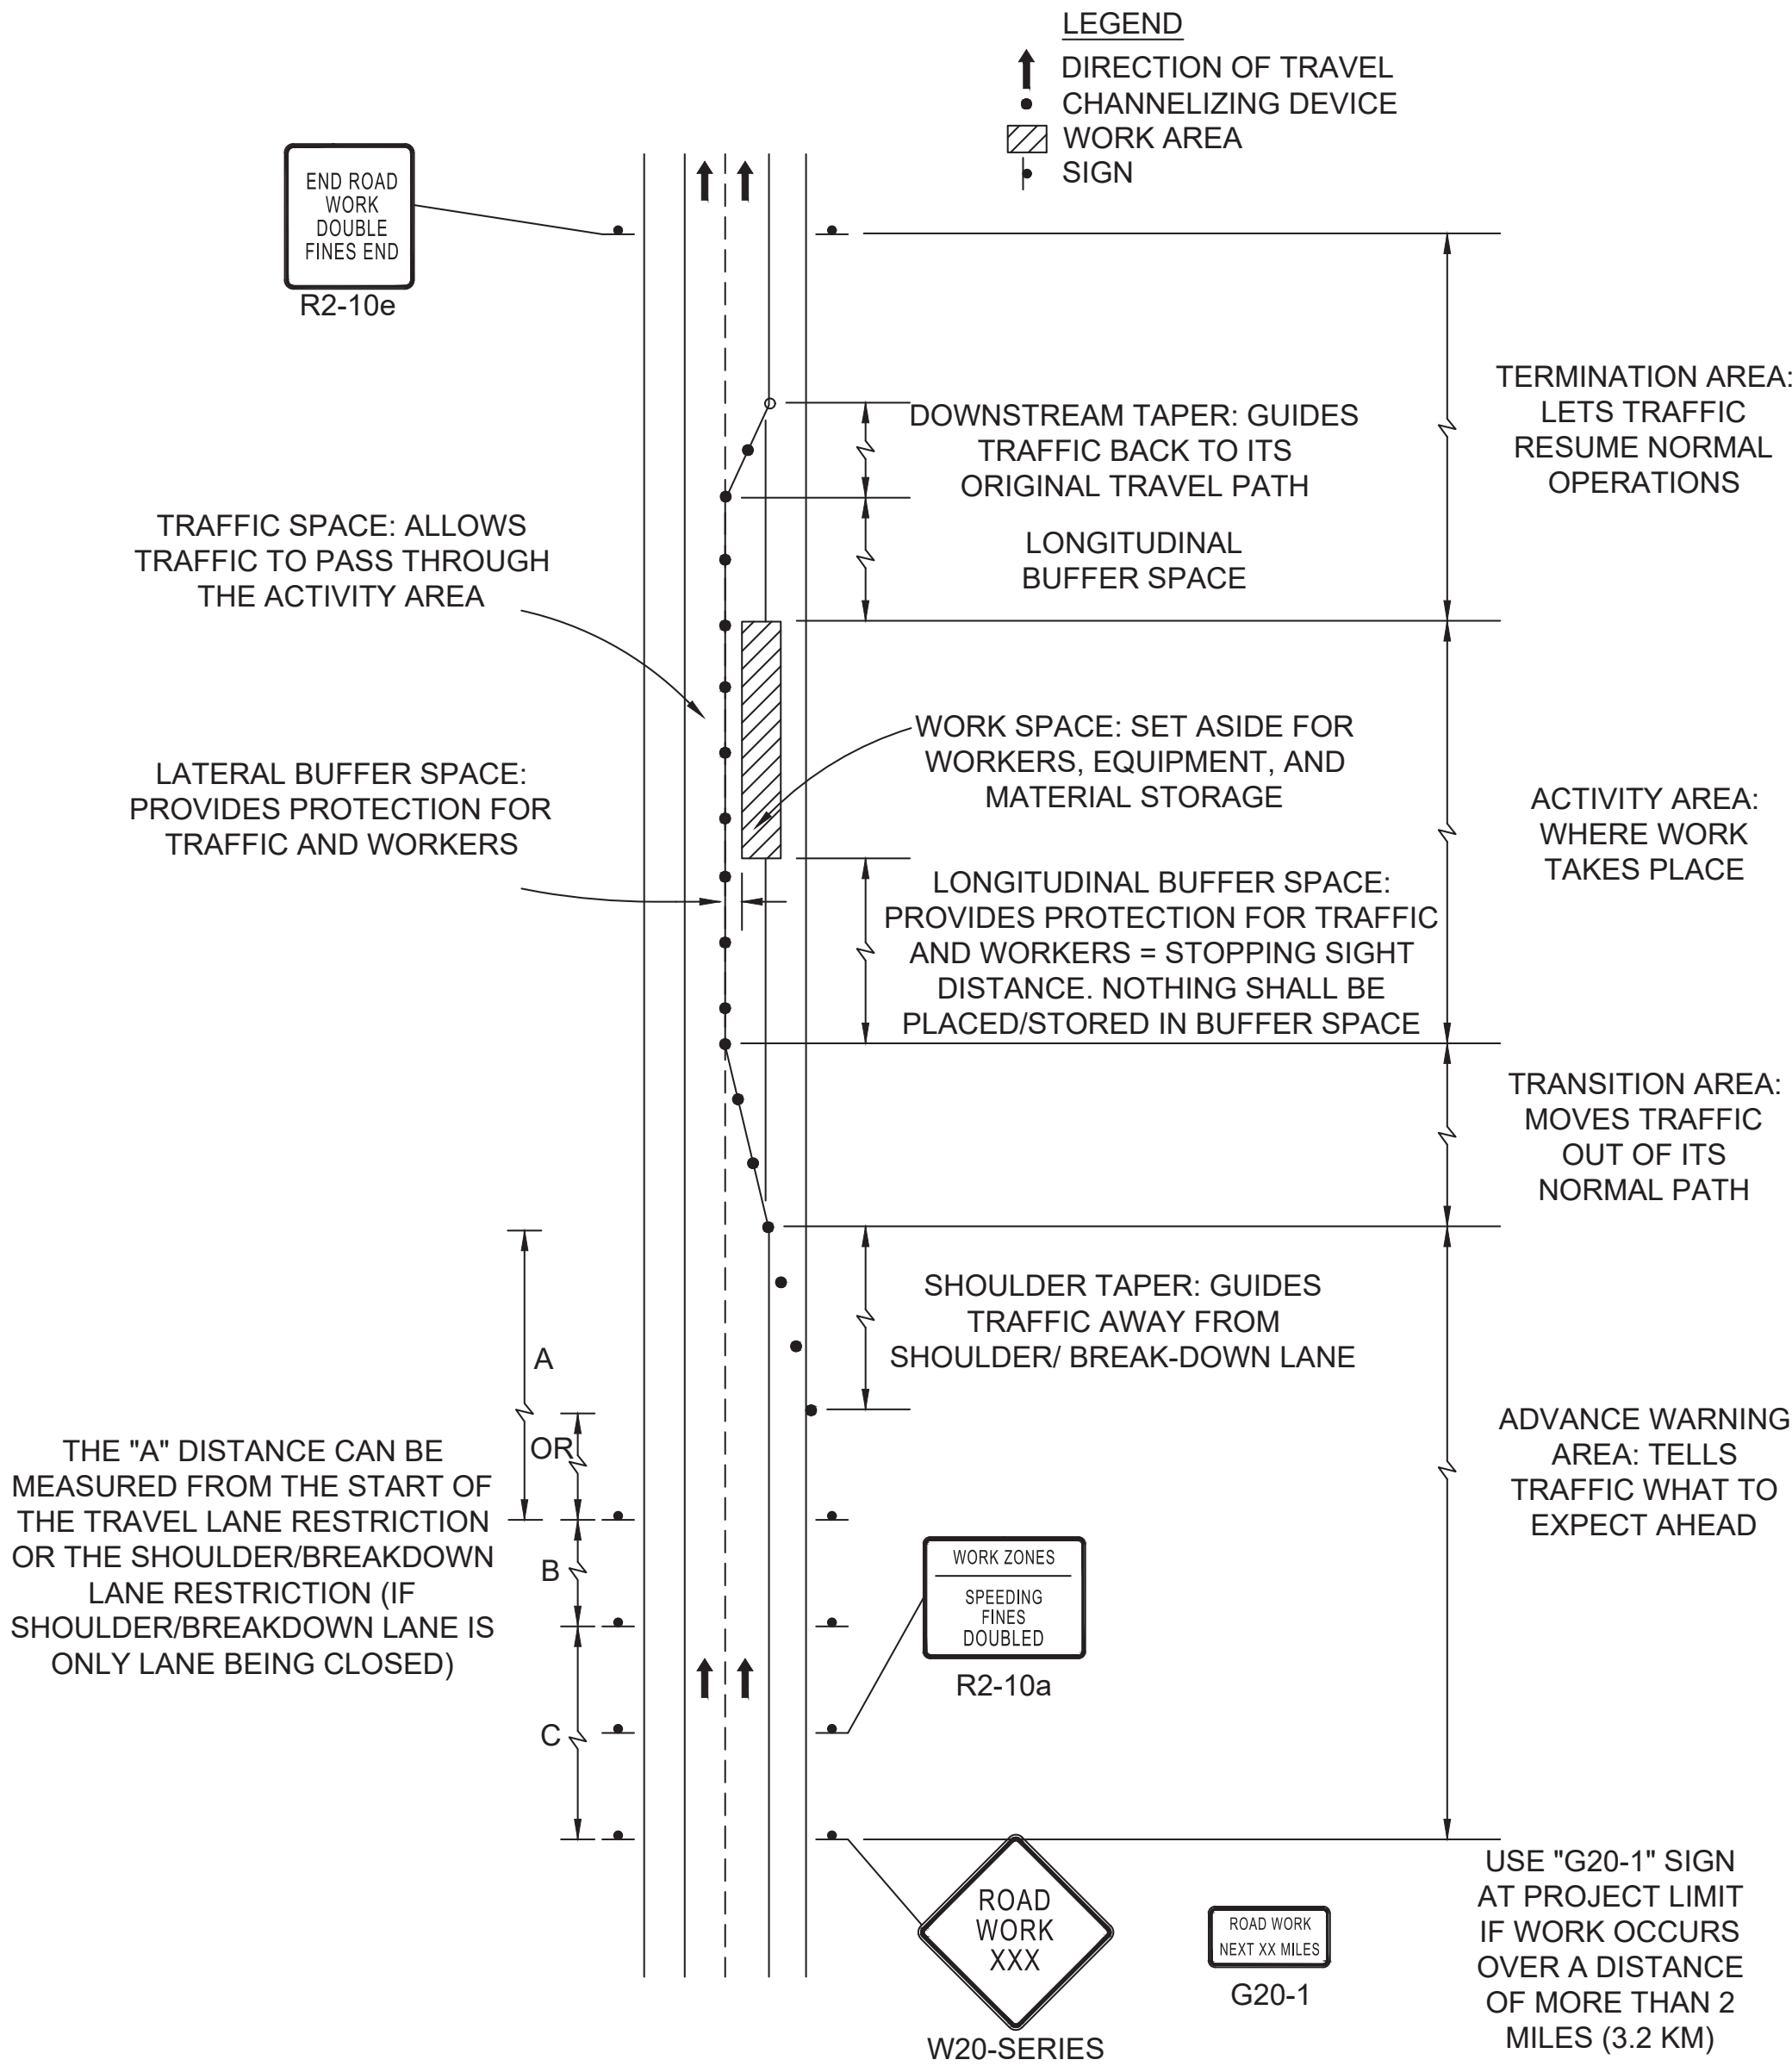 LEGEND
DIRECTION OF TRAVEL
CHANNELIZING DEVICE
WORK AREA
SIGN
END ROAD
WORK
DOUBLE
FINES END
R2-10e
TERMINATION AREA:
LETS TRAFFIC
RESUME NORMAL
OPERATIONS
DOWNSTREAM TAPER: GUIDES
TRAFFIC BACK TO ITS
ORIGINAL TRAVEL PATH
LONGITUDINAL
BUFFER SPACE
TRAFFIC SPACE: ALLOWS
TRAFFIC TO PASS THROUGH
THE ACTIVITY AREA
WORK SPACE: SET ASIDE FOR
WORKERS, EQUIPMENT, AND
MATERIAL STORAGE
LATERAL BUFFER SPACE:
PROVIDES PROTECTION FOR
TRAFFIC AND WORKERS
ACTIVITY AREA:
WHERE WORK
TAKES PLACE
LONGITUDINAL BUFFER SPACE:
PROVIDES PROTECTION FOR TRAFFIC
AND WORKERS = STOPPING SIGHT
DISTANCE. NOTHING SHALL BE
PLACED/STORED IN BUFFER SPACE
TRANSITION AREA:
MOVES TRAFFIC
OUT OF ITS
NORMAL PATH
SHOULDER TAPER: GUIDES
TRAFFIC AWAY FROM
SHOULDER/ BREAK-DOWN LANE
A
OR
B
C
THE "A" DISTANCE CAN BE
MEASURED FROM THE START OF
THE TRAVEL LANE RESTRICTION
OR THE SHOULDER/BREAKDOWN
LANE RESTRICTION (IF
SHOULDER/BREAKDOWN LANE IS
ONLY LANE BEING CLOSED)
ADVANCE WARNING
AREA: TELLS
TRAFFIC WHAT TO
EXPECT AHEAD
WORK ZONES
SPEEDING
FINES
DOUBLED
R2-10a
ROAD
WORK
XXX
W20-SERIES
ROAD WORK
NEXT XX MILES
G20-1
USE "G20-1" SIGN
AT PROJECT LIMIT
IF WORK OCCURS
OVER A DISTANCE
OF MORE THAN 2
MILES (3.2 KM)